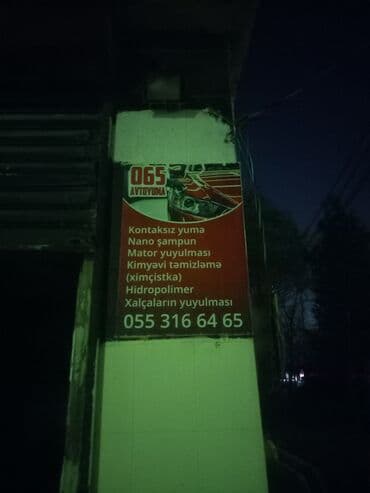 065
AVTOYUMA
Kontaksız yuma
Nano şampun
Mator yuyulması
Kimyəvi təmizləmə
(ximçistka)
Hidropolimer
Xalçaların yuyulması
055 316 64 65